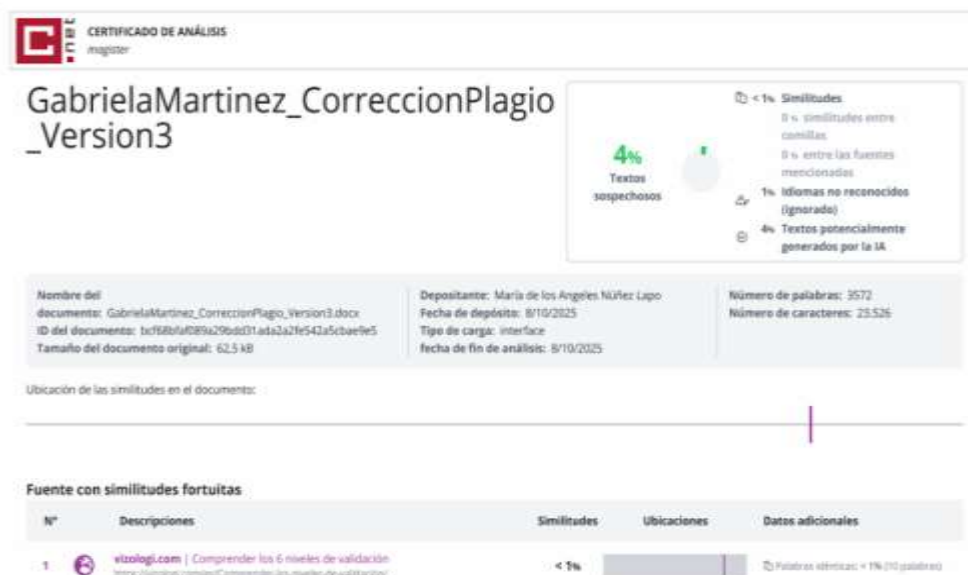 C
.net
CERTIFICADO DE ANÁLISIS
magister
GabrielaMartinez_CorreccionPlagio
_Version3
4%
Textos
sospechosos
< 1% Similitudes
0 % similitudes entre
comillas
0 % entre las fuentes
mencionadas
1% Idiomas no reconocidos
(ignorado)
4% Textos potencialmente
generados por la IA
Nombre del
documento: GabrielaMartinez_CorreccionPlagio_Version3.docx
ID del documento:
Tamaño del documento original: 62,5 kB
Depositante: María de los Angeles Núñez Lapo
Fecha de depósito: 8/10/2025
Tipo de carga: interface
fecha de fin de análisis: 8/10/2025
Número de palabras: 3572
Número de caracteres: 23.526
Ubicación de las similitudes en el documento:
Fuente con similitudes fortuitas
N° Descripciones Similitudes Ubicaciones Datos adicionales
1 vizologi.com | Comprender los 6 niveles de validación < 1% Palabras idénticas: < 1% (10 palabras)